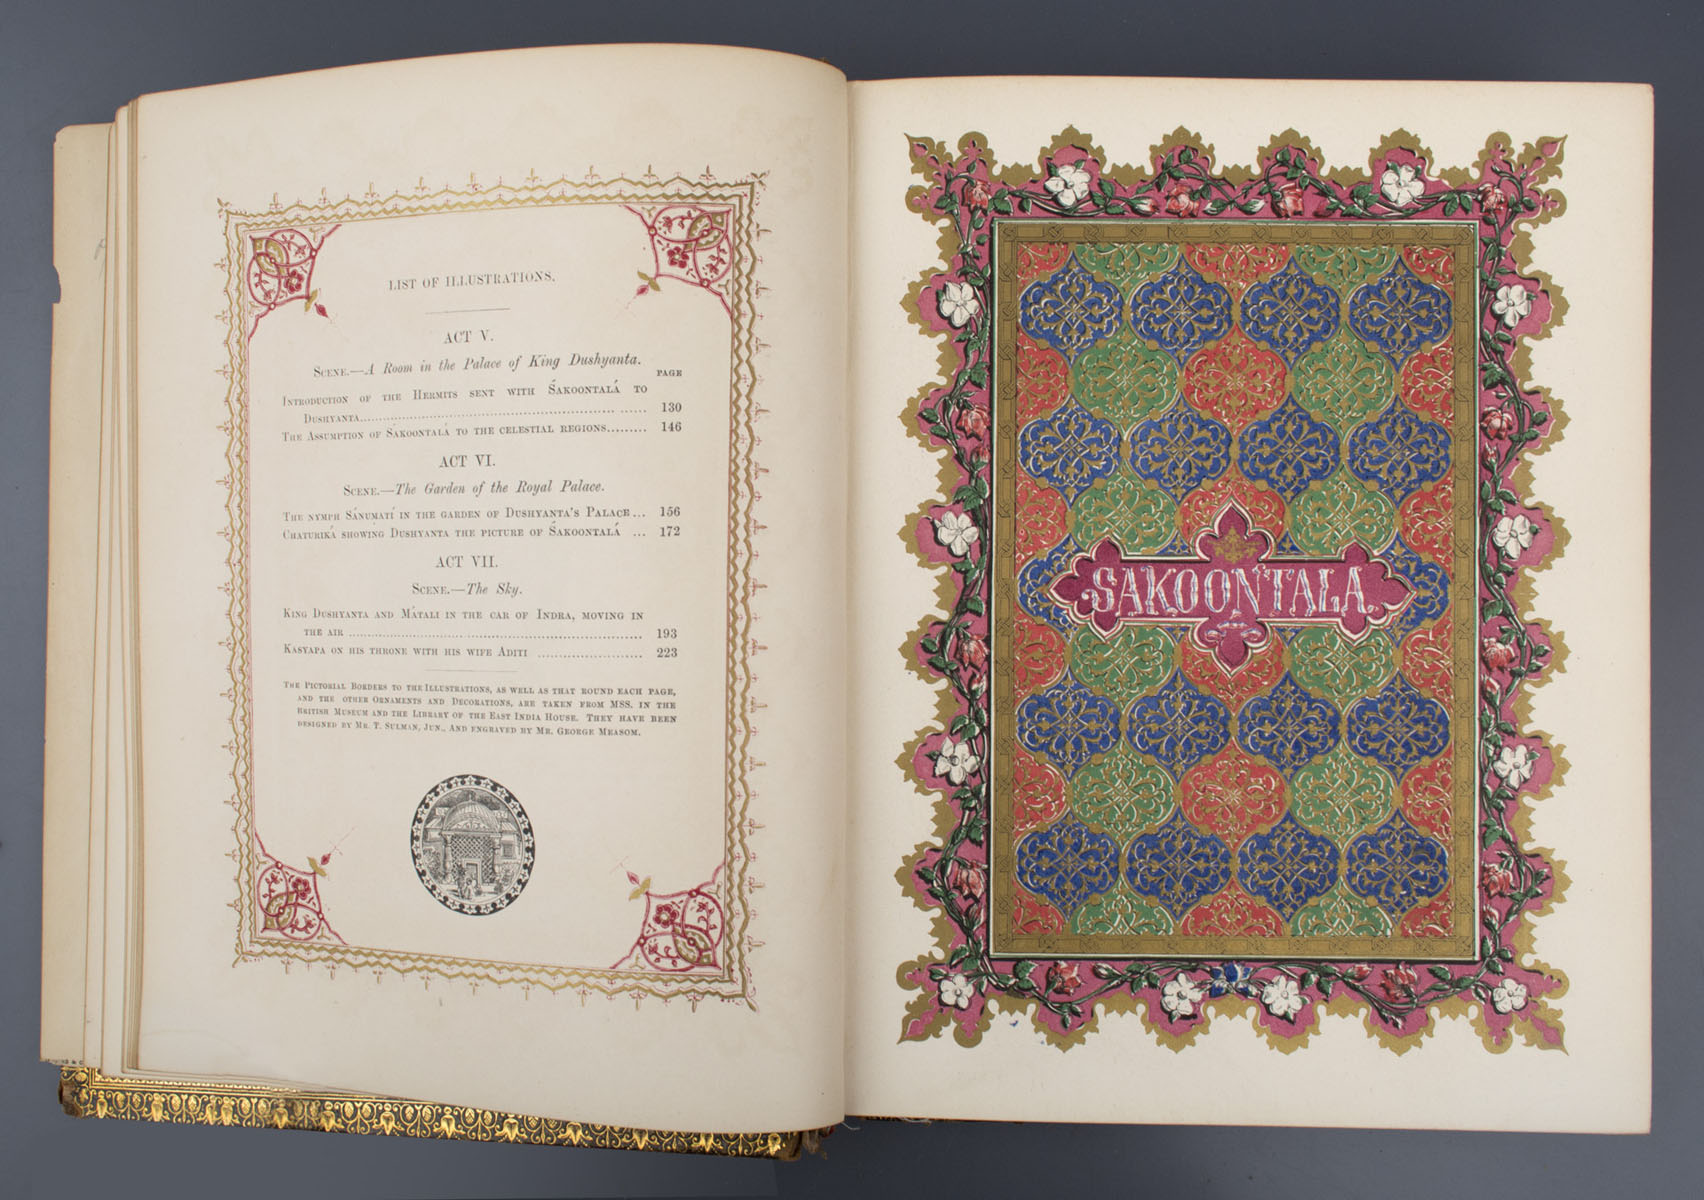 LIST OF ILLUSTRATIONS.
ACT V.
SCENE.—A Room in the Palace of King Dushyanta.
PAGE
INTRODUCTION OF THE HERMITS SENT WITH ŚAKOONTALÁ TO
DUSHYANTA............................................................ ...... 130
THE ASSUMPTION OF ŚAKOONTALÁ TO THE CELESTIAL REGIONS......... 146
ACT VI.
SCENE.—The Garden of the Royal Palace.
THE NYMPH SÁNUMATÍ IN THE GARDEN OF DUSHYANTA'S PALACE... 156
CHATURIKÁ SHOWING DUSHYANTA THE PICTURE OF ŚAKOONTALÁ ... 172
ACT VII.
SCENE.—The Sky.
KING DUSHYANTA AND MÁTALI IN THE CAR OF INDRA, MOVING IN
THE AIR ........................... ........................................ 193
KASYAPA ON HIS THRONE WITH HIS WIFE ADITI ........................ 223
THE PICTORIAL BORDERS TO THE ILLUSTRATIONS, AS WELL AS THAT ROUND EACH PAGE,
AND THE OTHER ORNAMENTS AND DECORATIONS, ARE TAKEN FROM MSS. IN THE
BRITISH MUSEUM AND THE LIBRARY OF THE EAST INDIA HOUSE. THEY HAVE BEEN
DESIGNED BY MR. T. SULMAN, JUN., AND ENGRAVED BY MR. GEORGE MEASOM.
SAKOONTALA.